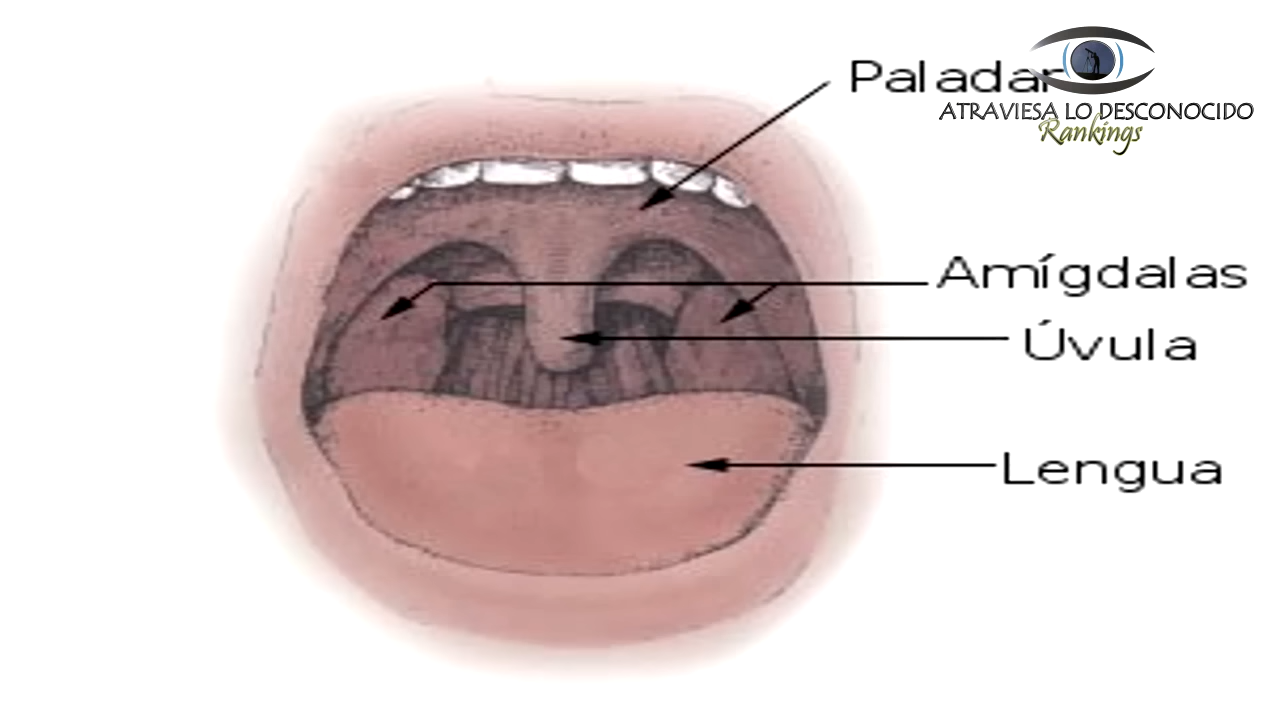 Paladar
ATRAVIESA LO DESCONOCIDO
Rankings
Amígdalas
Úvula
Lengua